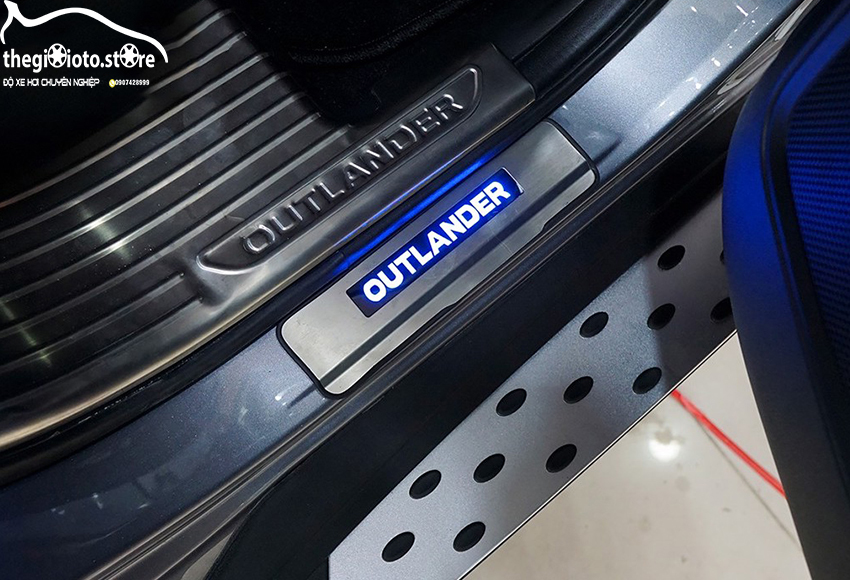 thegioioto.store
ĐỘ XE HƠI CHUYÊN NGHIỆP 0907428999
OUTLANDER
OUTLANDER